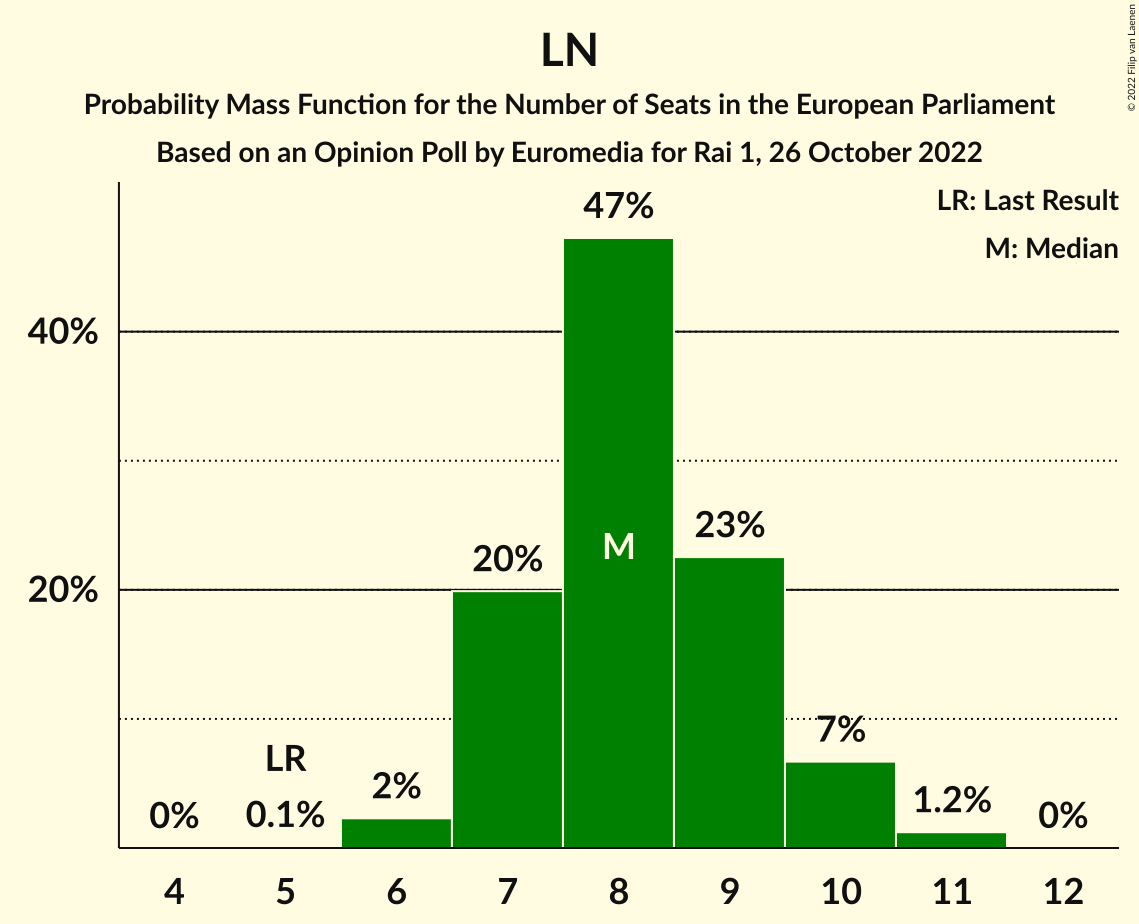 LN
Probability Mass Function for the Number of Seats in the European Parliament
Based on an Opinion Poll by Euromedia for Rai 1, 26 October 2022
© 2022 Filip van Laenen
LR: Last Result
M: Median
47%
40%
23%
M
20%
20%
7%
LR
2%
1.2%
0%
0.1%
0%
4 5 6 7 8 9 10 11 12